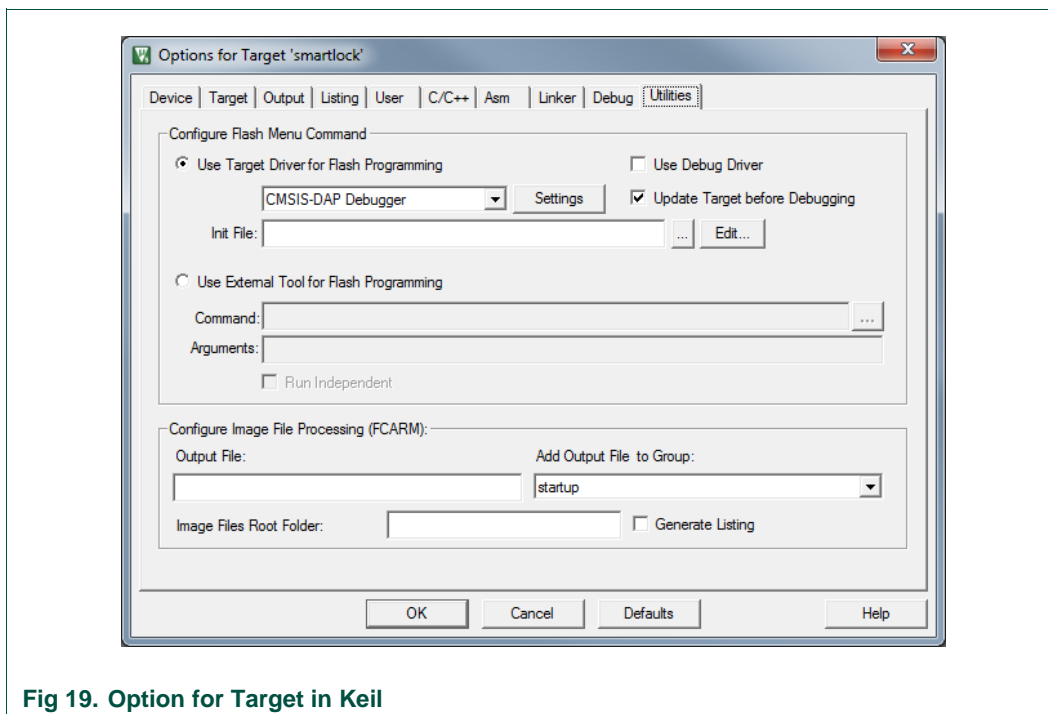 Options for Target 'smartlock'
Device Target Output Listing User C/C++ Asm Linker Debug Utilities
Configure Flash Menu Command
Use Target Driver for Flash Programming Use Debug Driver
CMSIS-DAP Debugger Settings Update Target before Debugging
Init File: ... Edit...
Use External Tool for Flash Programming
Command: ...
Arguments:
Run Independent
Configure Image File Processing (FCARM):
Output File: Add Output File to Group:
startup
Image Files Root Folder: Generate Listing
OK Cancel Defaults Help
Fig 19. Option for Target in Keil